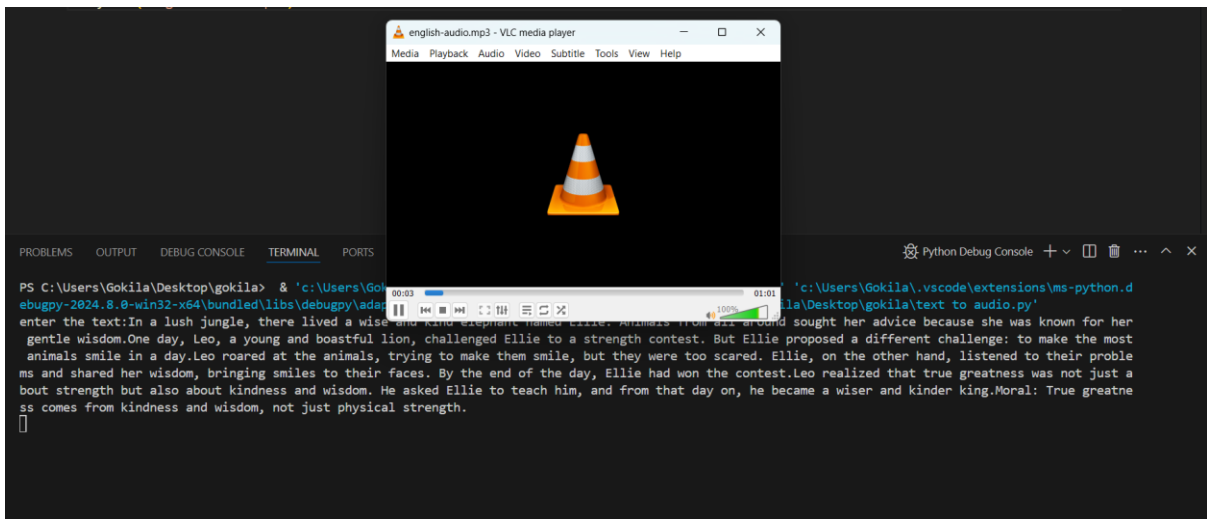 english-audio.mp3 - VLC media player
Media Playback Audio Video Subtitle Tools View Help
PROBLEMS OUTPUT DEBUG CONSOLE TERMINAL PORTS
Python Debug Console
PS C:\Users\Gokila\Desktop\gokila> & 'c:\Users\Gok ' 'c:\Users\Gokila\.vscode\extensions\ms-python.d
ebugpy-2024.8.0-win32-x64\bundled\libs\debugpy\adap ila\Desktop\gokila\text to audio.py'
00:03 01:01
100%
enter the text:In a lush jungle, there lived a wise and kind elephant named Ellie. Animals from all around sought her advice because she was known for her
gentle wisdom.One day, Leo, a young and boastful lion, challenged Ellie to a strength contest. But Ellie proposed a different challenge: to make the most
animals smile in a day.Leo roared at the animals, trying to make them smile, but they were too scared. Ellie, on the other hand, listened to their proble
ms and shared her wisdom, bringing smiles to their faces. By the end of the day, Ellie had won the contest.Leo realized that true greatness was not just a
bout strength but also about kindness and wisdom. He asked Ellie to teach him, and from that day on, he became a wiser and kinder king.Moral: True greatne
ss comes from kindness and wisdom, not just physical strength.